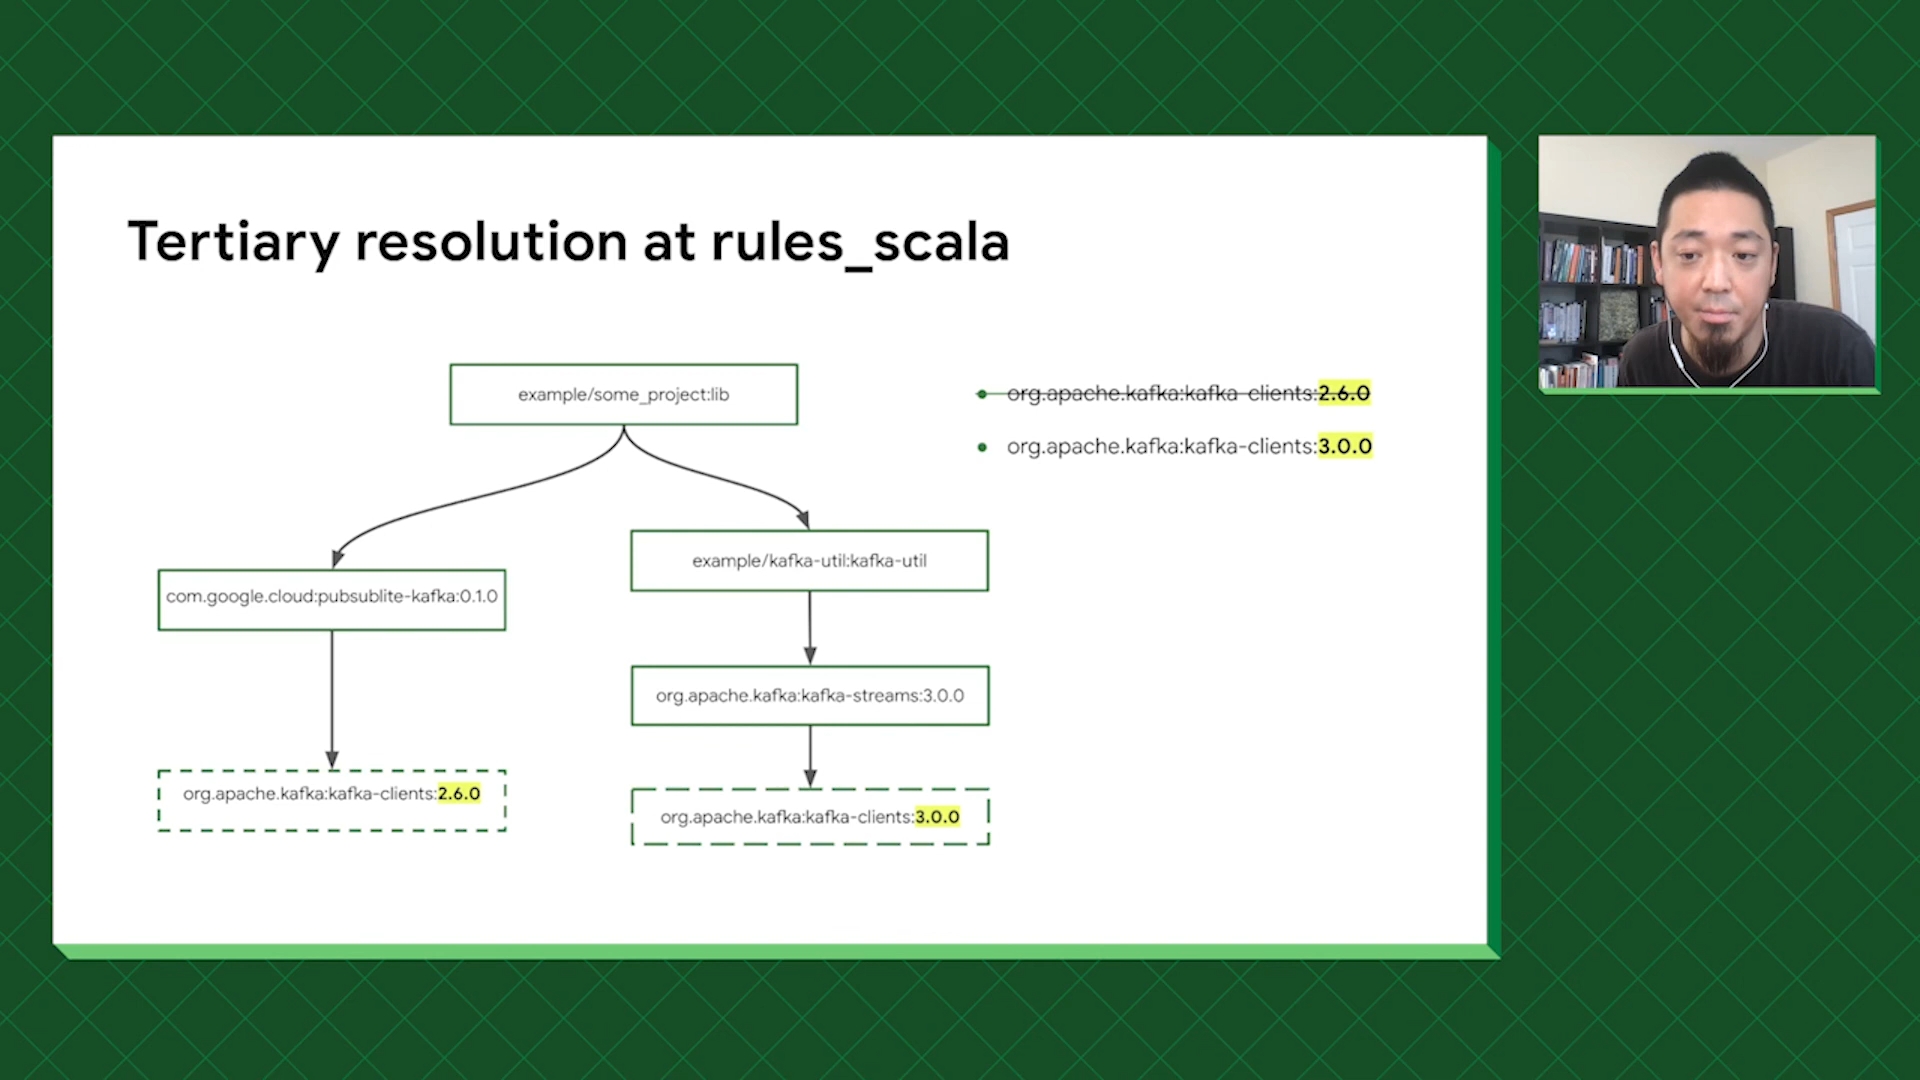 Tertiary resolution at rules_scala
example/some_project:lib
org.apache.kafka:kafka-clients:2.6.0
org.apache.kafka:kafka-clients:3.0.0
example/kafka-util:kafka-util
com.google.cloud:pubsublite-kafka:0.1.0
org.apache.kafka:kafka-streams:3.0.0
org.apache.kafka:kafka-clients:2.6.0
org.apache.kafka:kafka-clients:3.0.0